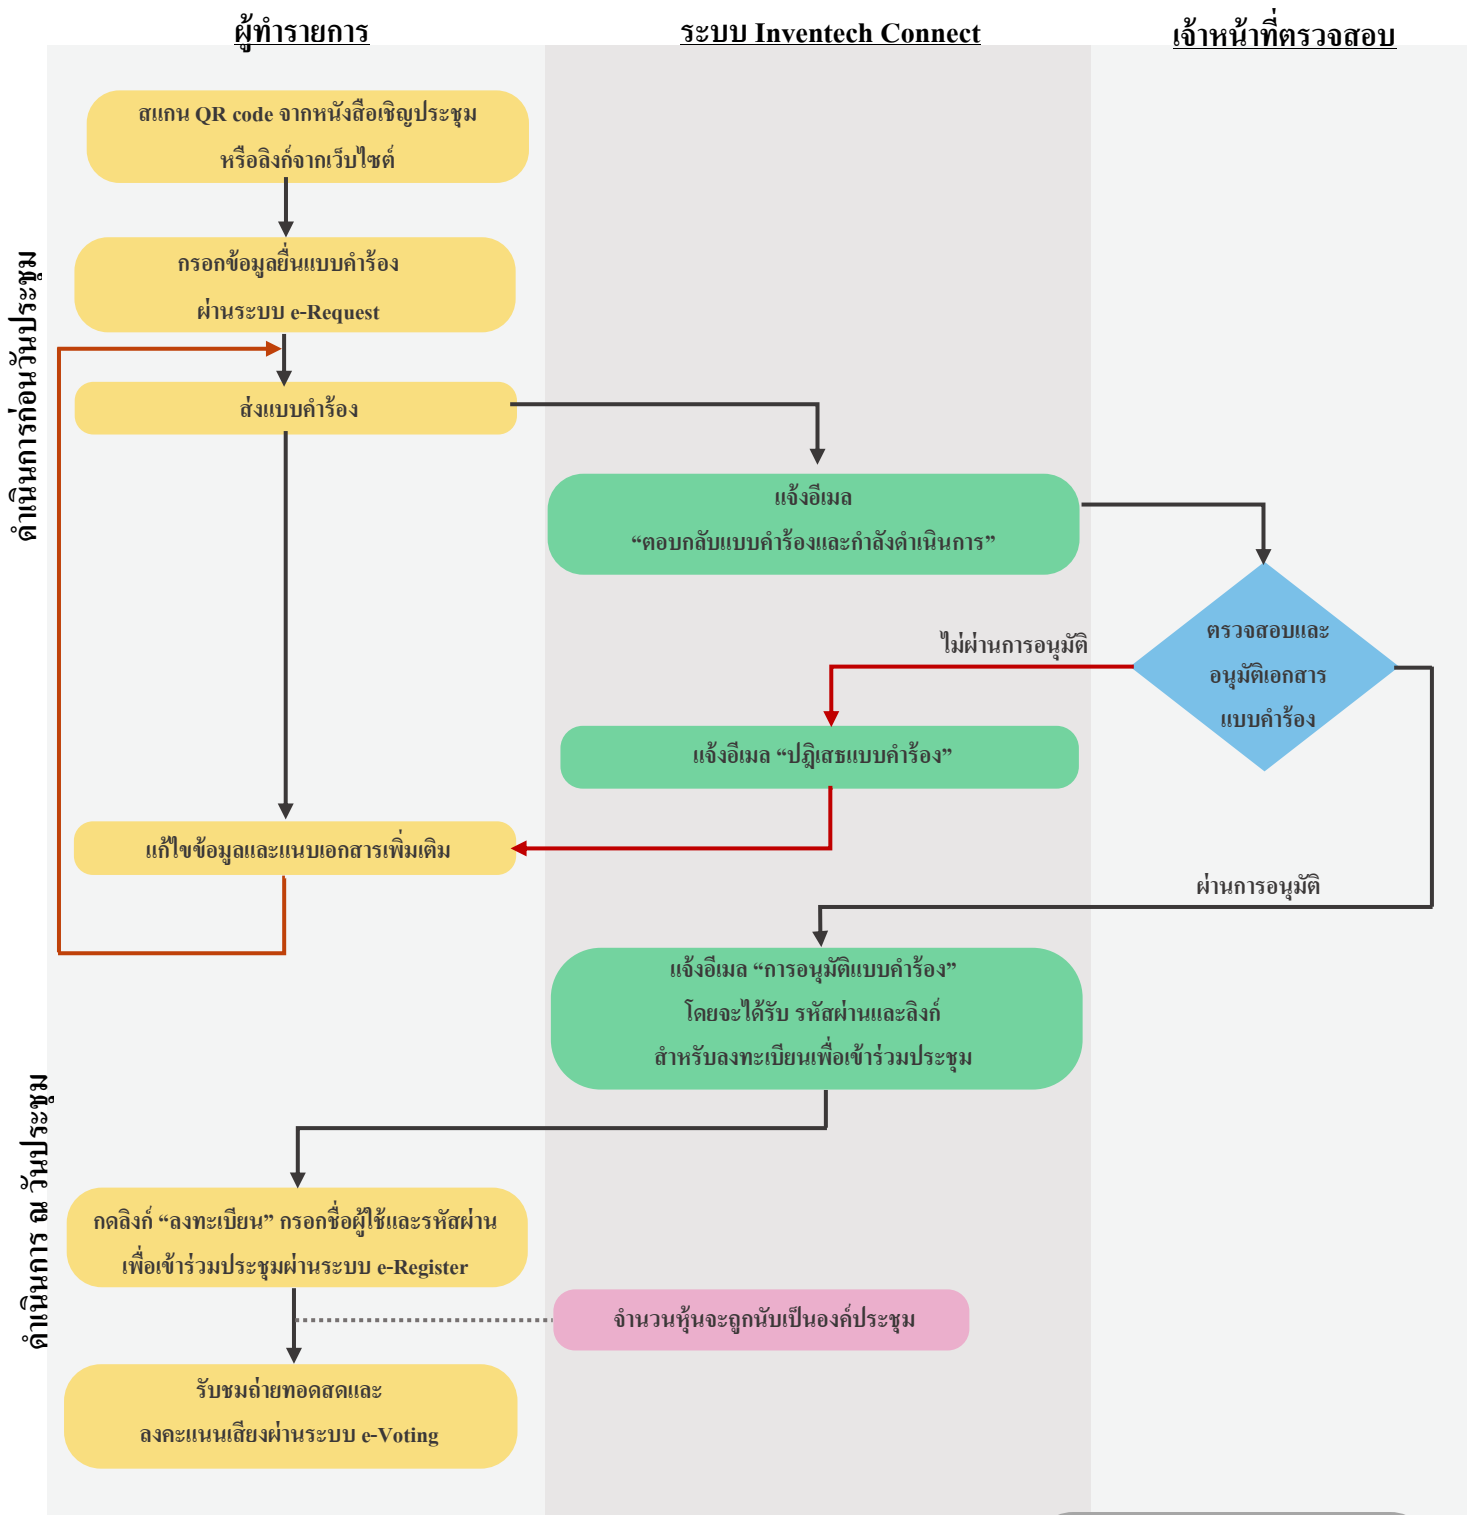 ผู้ทำรายการ
ระบบ Inventech Connect
เจ้าหน้าที่ตรวจสอบ
ดำเนินการก่อนวันประชุม
สแกน QR code จากหนังสือเชิญประชุม
หรือลิงก์จากเว็บไซต์
กรอกข้อมูลยื่นแบบคำร้อง
ผ่านระบบ e-Request
ส่งแบบคำร้อง
แจ้งอีเมล
“ตอบกลับแบบคำร้องและกำลังดำเนินการ”
ตรวจสอบและ
อนุมัติเอกสาร
แบบคำร้อง
ไม่ผ่านการอนุมัติ
แจ้งอีเมล “ปฎิเสธแบบคำร้อง”
แก้ไขข้อมูลและแนบเอกสารเพิ่มเติม
ผ่านการอนุมัติ
แจ้งอีเมล “การอนุมัติแบบคำร้อง”
โดยจะได้รับ รหัสผ่านและลิงก์
สำหรับลงทะเบียนเพื่อเข้าร่วมประชุม
ดำเนินการ ณ วันประชุม
กดลิงก์ “ลงทะเบียน” กรอกชื่อผู้ใช้และรหัสผ่าน
เพื่อเข้าร่วมประชุมผ่านระบบ e-Register
จำนวนหุ้นจะถูกนับเป็นองค์ประชุม
รับชมถ่ายทอดสดและ
ลงคะแนนเสียงผ่านระบบ e-Voting